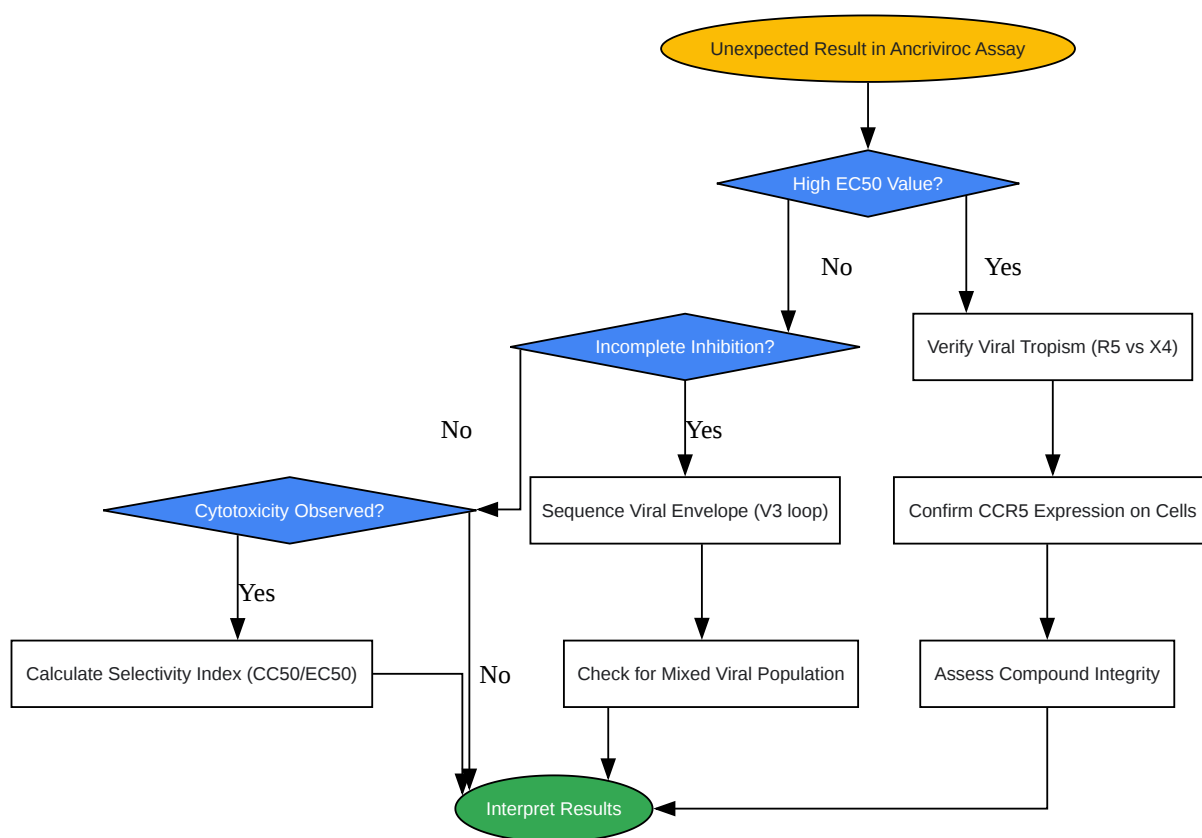 Unexpected Result in Ancriviroc Assay
High EC50 Value?
No
Yes
Incomplete Inhibition?
Verify Viral Tropism (R5 vs X4)
No
Yes
Cytotoxicity Observed?
Sequence Viral Envelope (V3 loop)
Confirm CCR5 Expression on Cells
Yes
No
Calculate Selectivity Index (CC50/EC50)
Check for Mixed Viral Population
Assess Compound Integrity
Interpret Results